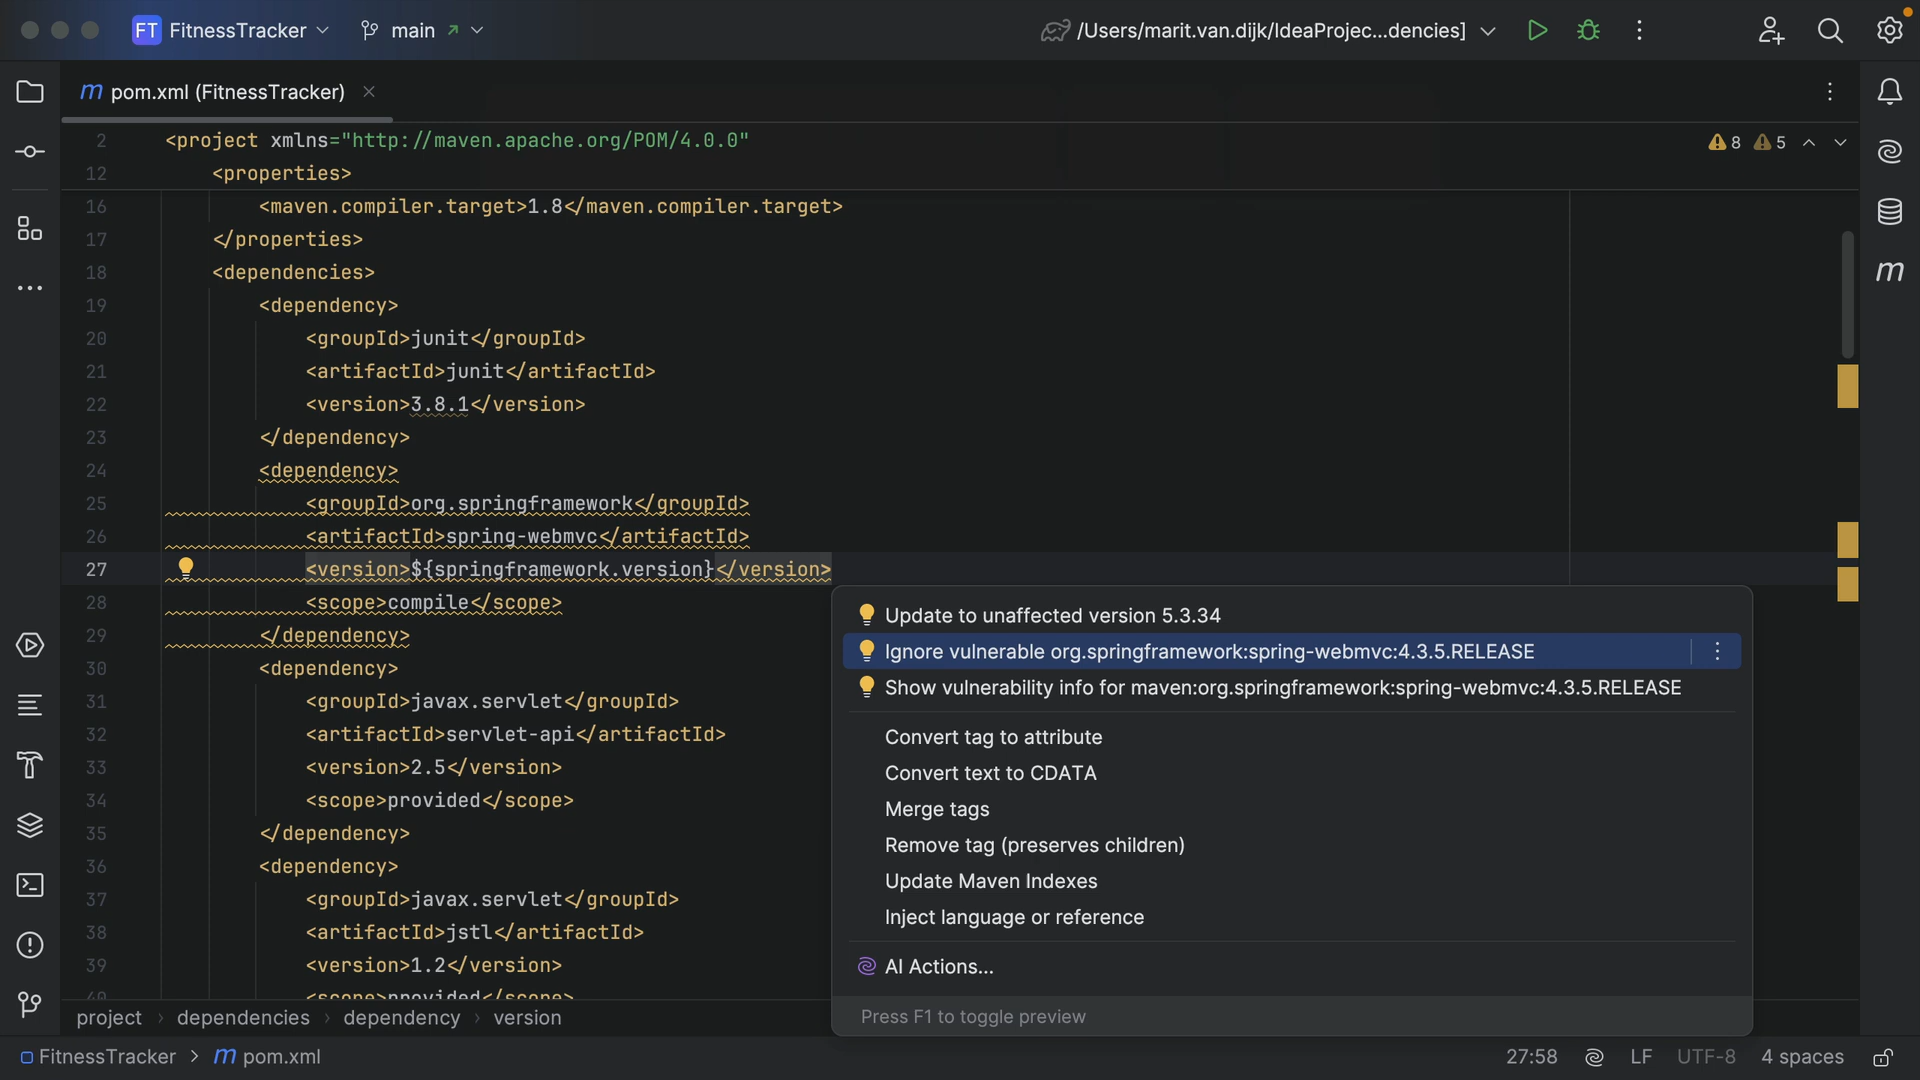 FT FitnessTracker main /Users/marit.van.dijk/IdeaProjec...dencies]
m pom.xml (FitnessTracker)
2 <project xmlns="http://maven.apache.org/POM/4.0.0" 8 5
12 <properties>
16 <maven.compiler.target>1.8</maven.compiler.target>
17 </properties>
18 <dependencies>
19 <dependency>
20 <groupId>junit</groupId>
21 <artifactId>junit</artifactId>
22 <version>3.8.1</version>
23 </dependency>
24 <dependency>
25 <groupId>org.springframework</groupId>
26 <artifactId>spring-webmvc</artifactId>
27 <version>${springframework.version}</version>
28 <scope>compile</scope>
29 </dependency>
30 <dependency>
31 <groupId>javax.servlet</groupId>
32 <artifactId>servlet-api</artifactId>
33 <version>2.5</version>
34 <scope>provided</scope>
35 </dependency>
36 <dependency>
37 <groupId>javax.servlet</groupId>
38 <artifactId>jstl</artifactId>
39 <version>1.2</version>
40 <scope>provided</scope>
Update to unaffected version 5.3.34
Ignore vulnerable org.springframework:spring-webmvc:4.3.5.RELEASE
Show vulnerability info for maven:org.springframework:spring-webmvc:4.3.5.RELEASE
Convert tag to attribute
Convert text to CDATA
Merge tags
Remove tag (preserves children)
Update Maven Indexes
Inject language or reference
AI Actions...
Press F1 to toggle preview
project › dependencies › dependency › version
FitnessTracker > m pom.xml 27:58 LF UTF-8 4 spaces
m